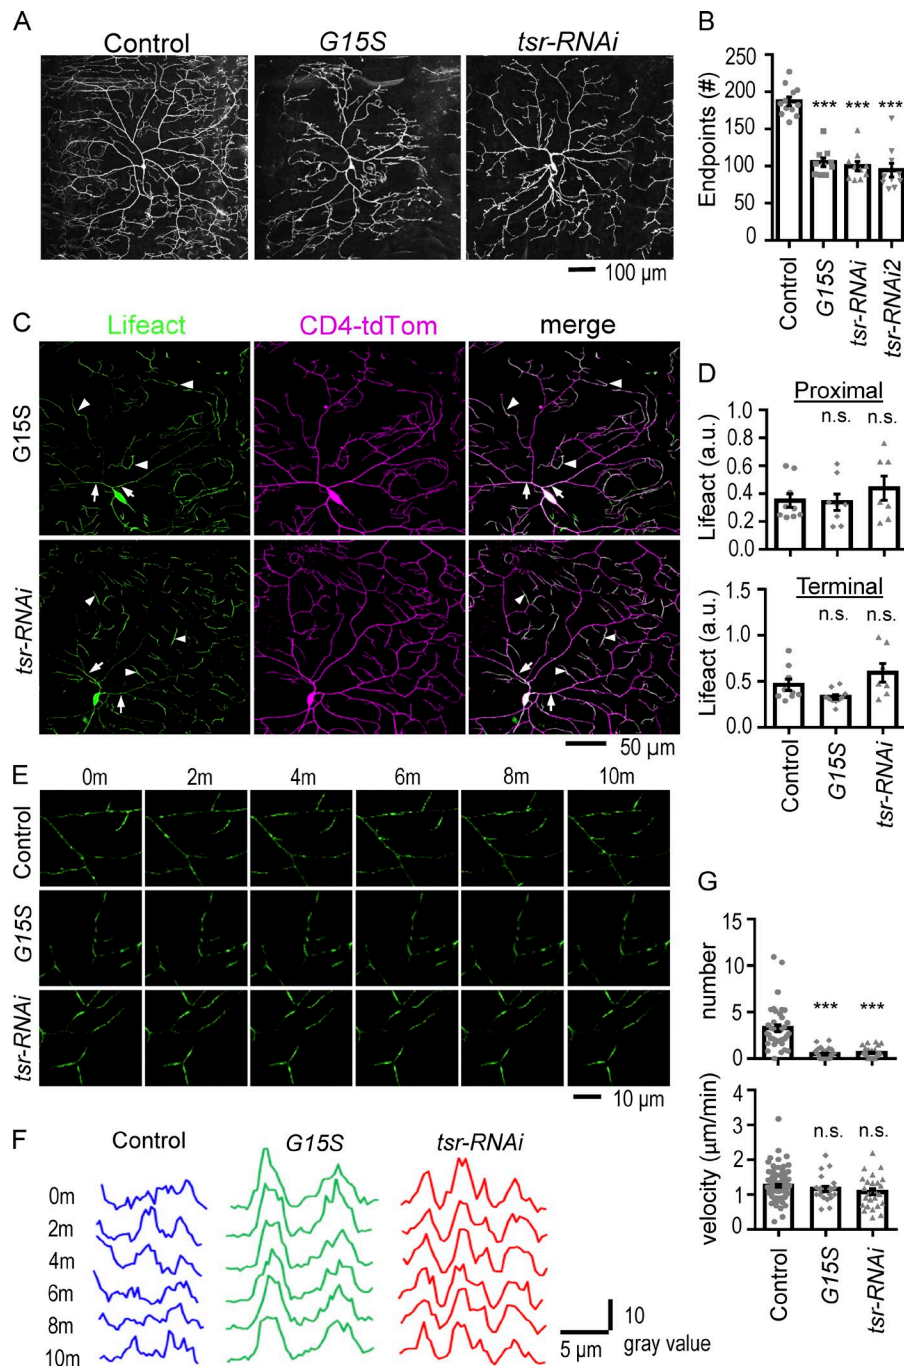 A
Control
G15S
tsr-RNAi
100 µm
B
Endpoints (#)
250
200
150
100
50
0
***
***
***
Control
G15S
tsr-RNAi
tsr-RNAi2
C
Lifeact
CD4-tdTom
merge
G15S
tsr-RNAi
50 µm
D
Proximal
n.s.
n.s.
Lifeact (a.u.)
1.0
0.8
0.6
0.4
0.2
0.0
Terminal
n.s.
n.s.
Lifeact (a.u.)
1.5
1.0
0.5
0.0
Control
G15S
tsr-RNAi
E
0m
2m
4m
6m
8m
10m
Control
G15S
tsr-RNAi
10 µm
F
Control
G15S
tsr-RNAi
0m
2m
4m
6m
8m
10m
10
5 µm
gray value
G
number
15
10
5
0
***
***
velocity (µm/min)
4
3
2
1
0
n.s.
n.s.
Control
G15S
tsr-RNAi